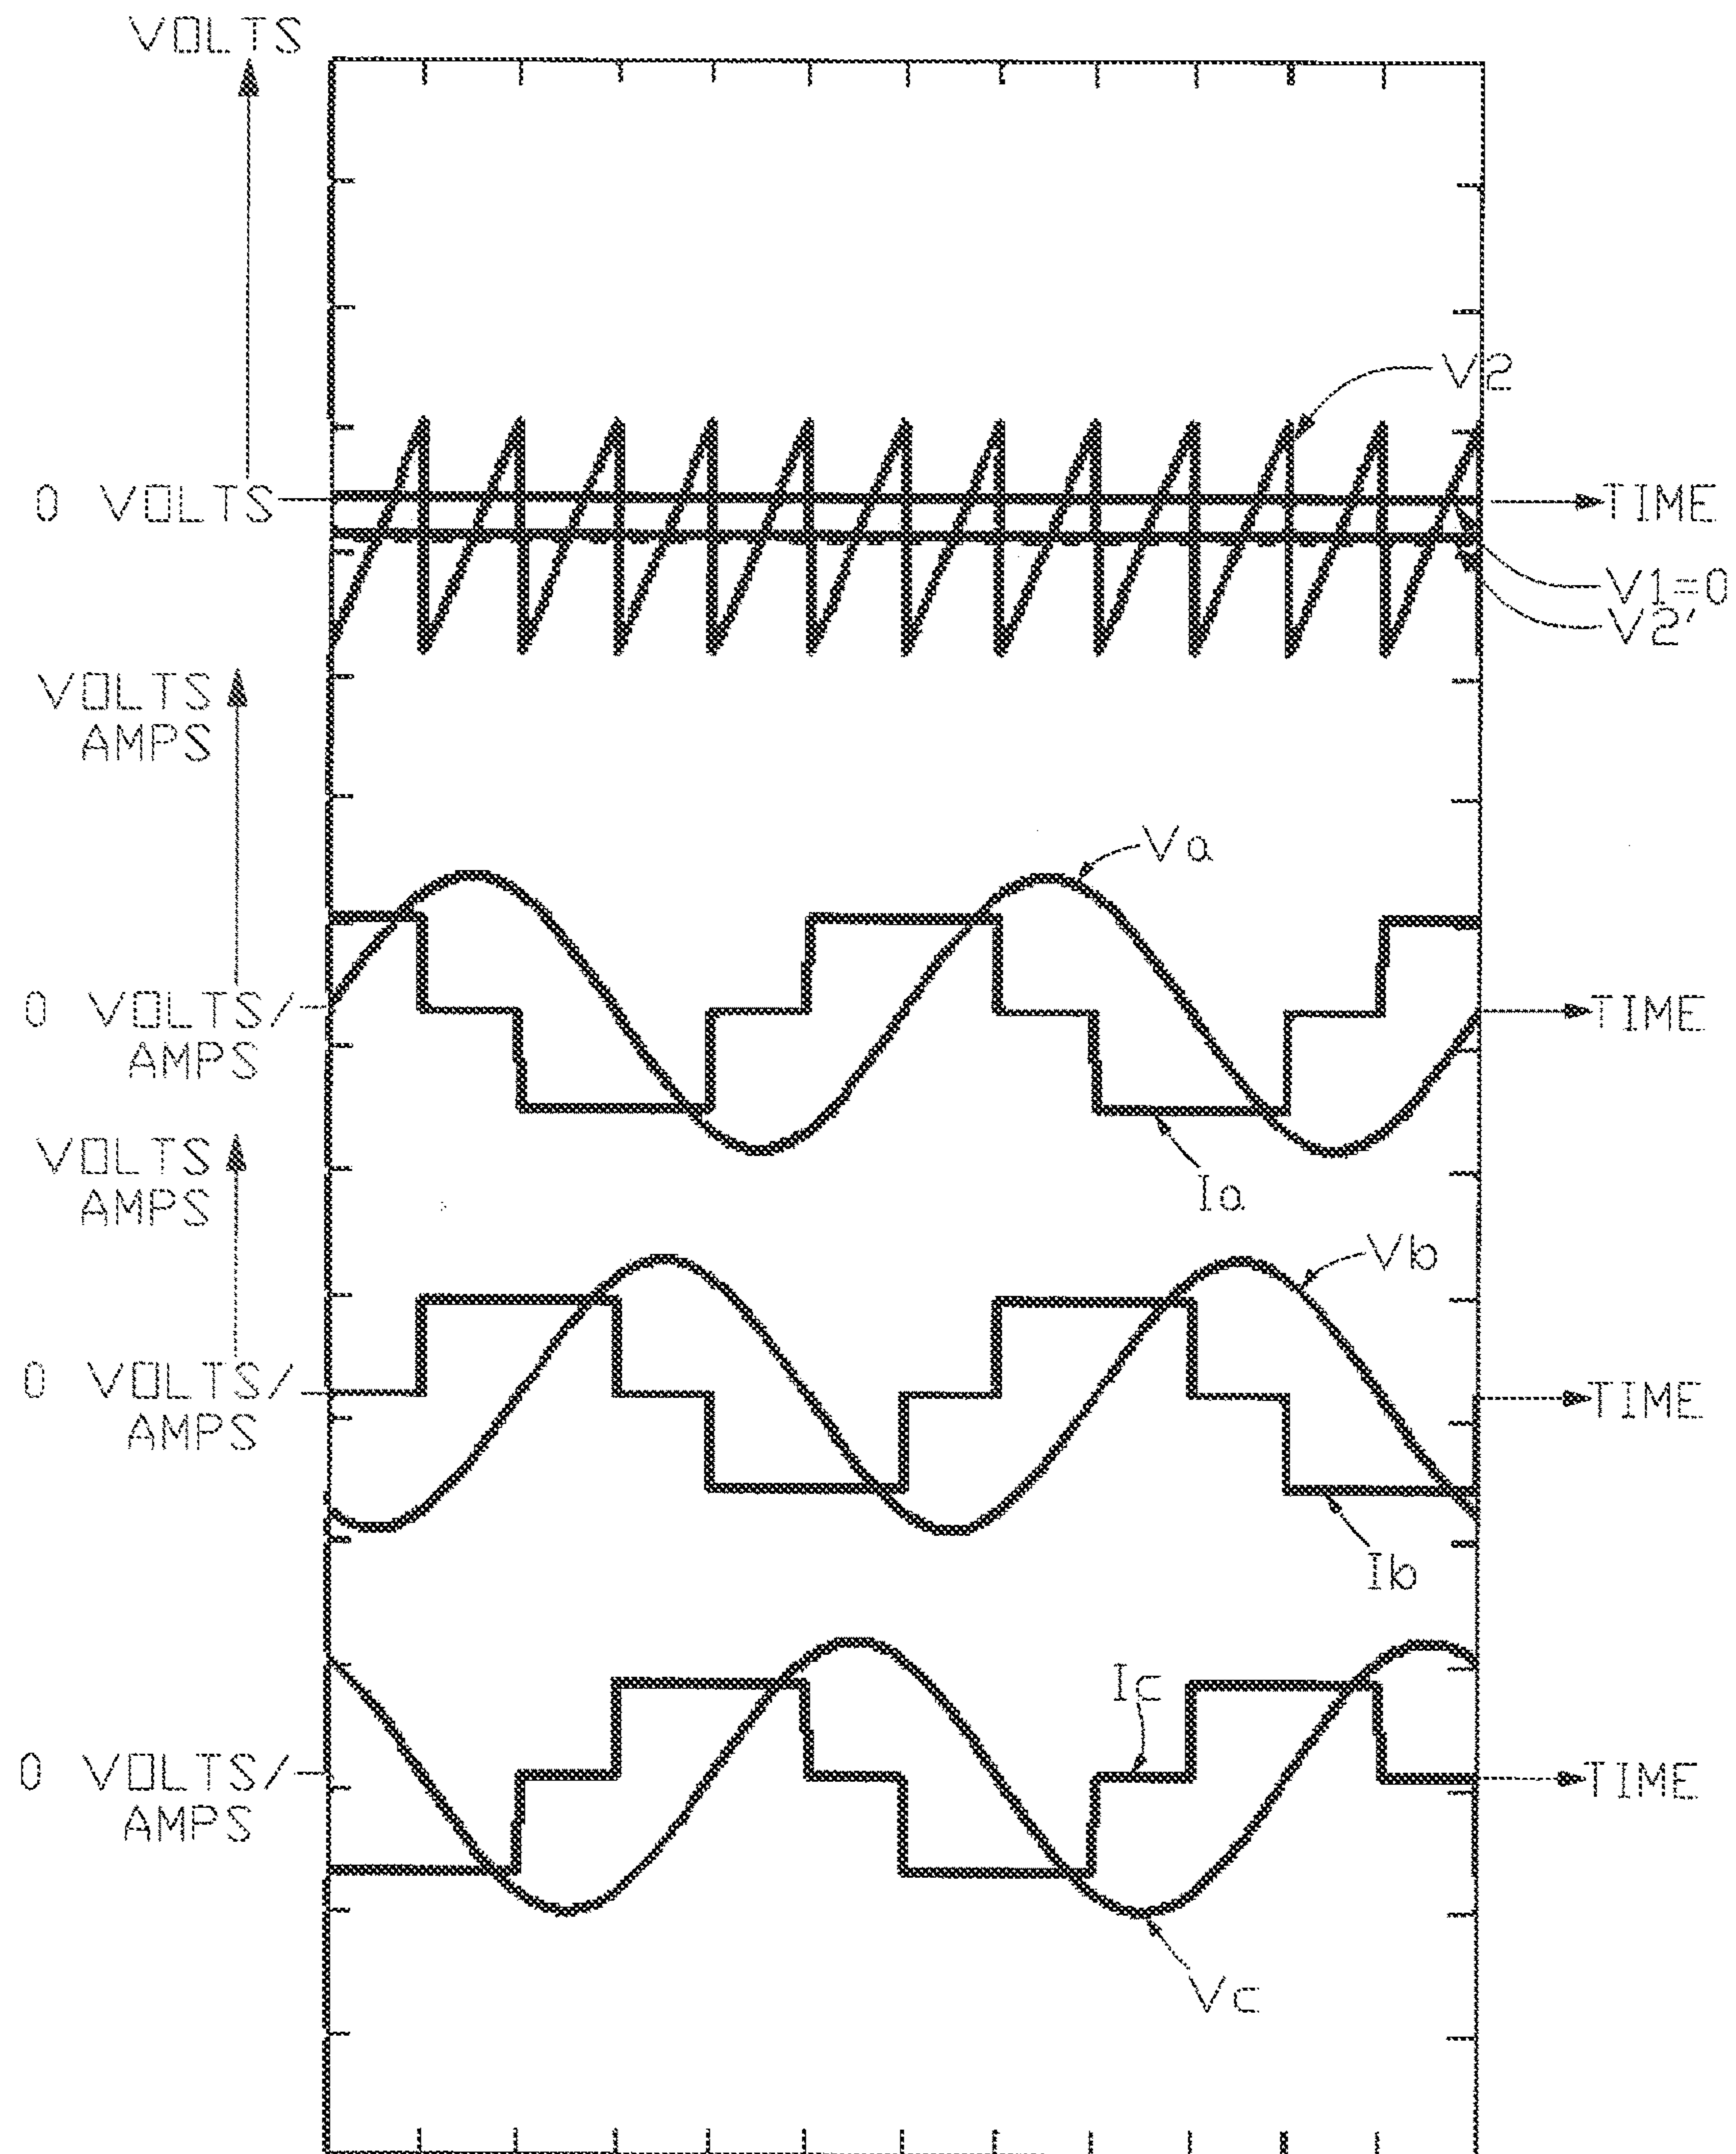 VOLTS
V2
0 VOLTS
TIME
V1=0
V2'
VOLTS
AMPS
Va
0 VOLTS/
AMPS
TIME
Ia
VOLTS
AMPS
Vb
0 VOLTS/
AMPS
TIME
Ib
Ic
0 VOLTS/
AMPS
TIME
Vc